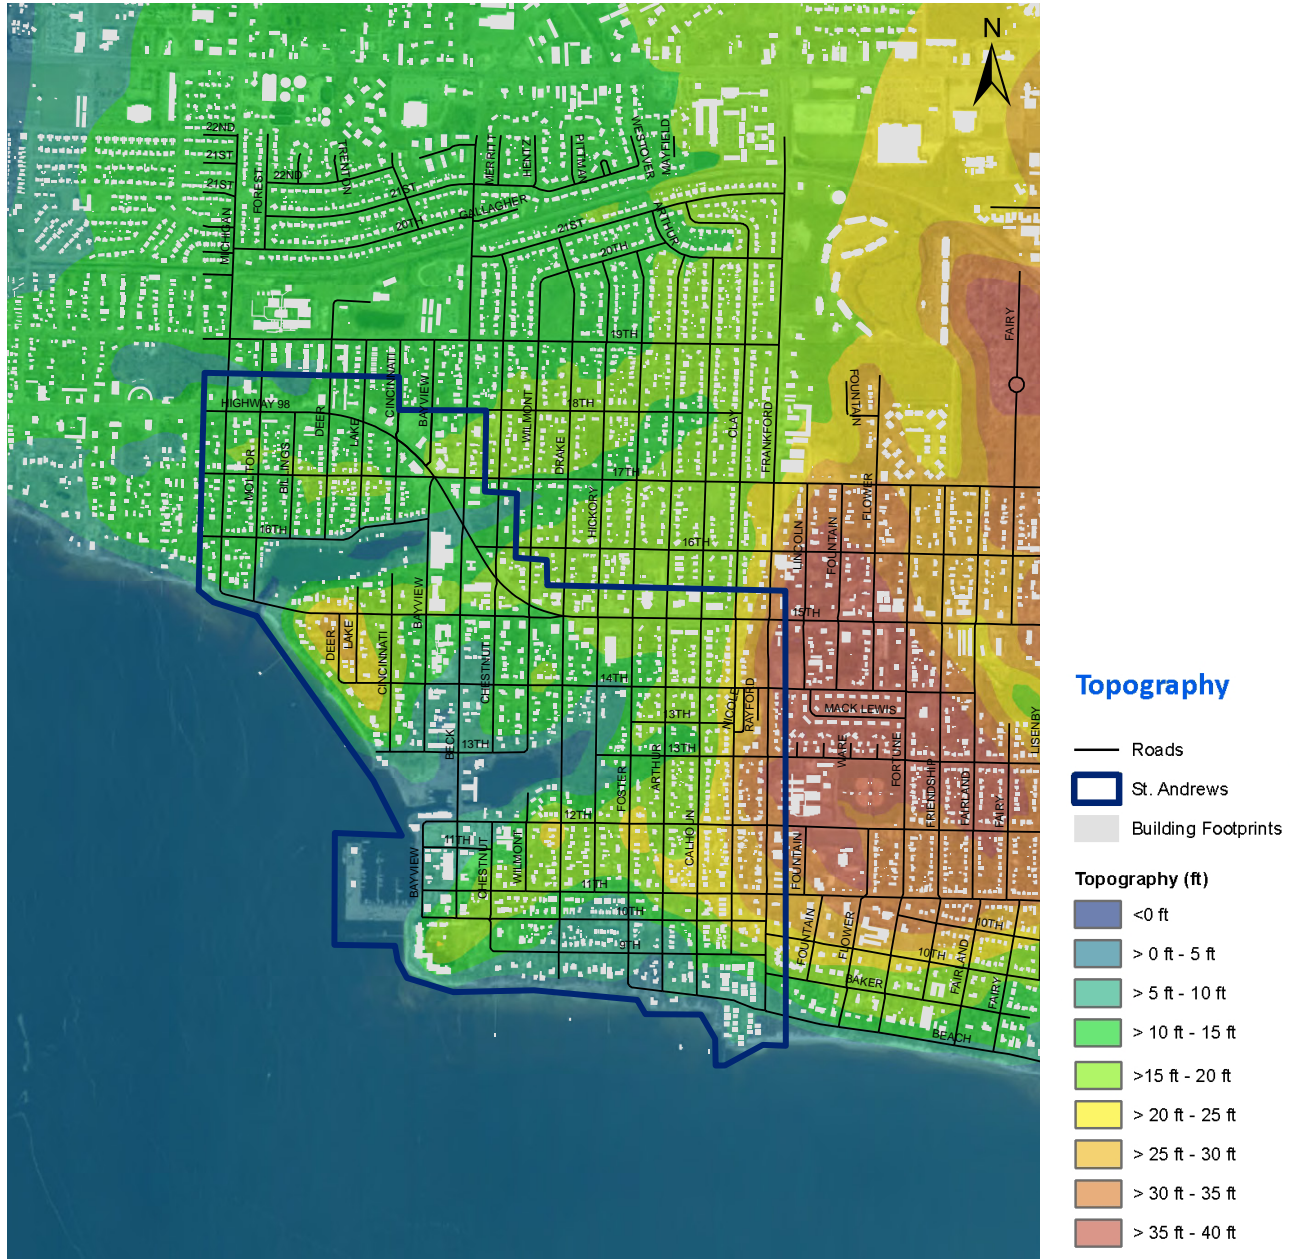 N
22ND
21ST
21ST
22ND
FOREST
MICHIGAN
TRENTON
21ST
20TH
GALLAGHER
MERRITT
HENTZ
PITTMAN
WESTOVER
MAYFIELD
21ST
20TH
ARTHUR
19TH
FAIRY
HIGHWAY 98
DEER
LAKE
CINCINNATI
BAYVIEW
WILMONT
18TH
DRAKE
CLAY
FRANKFORD
FOUNTAIN
MOLITOR
BILLINGS
17TH
HICKORY
FLOWER
16TH
16TH
LINCOLN
FOUNTAIN
15TH
BAYVIEW
DEER
LAKE
CINCINNATI
CHESTNUT
14TH
NICOLE
RAYFORD
MACK LEWIS
13TH
13TH
13TH
BECK
WARE
FORTUNE
LISENBY
FOSTER
ARTHUR
FRIENDSHIP
FAIRLAND
FAIRY
12TH
CALHOUN
11TH
BAYVIEW
CHESTNUT
WILMONT
FOUNTAIN
11TH
10TH
9TH
FOUNTAIN
FLOWER
10TH
10TH
FAIRLAND
FAIRY
BAKER
BEACH
Topography
Roads
St. Andrews
Building Footprints
Topography (ft)
<0 ft
> 0 ft - 5 ft
> 5 ft - 10 ft
> 10 ft - 15 ft
>15 ft - 20 ft
> 20 ft - 25 ft
> 25 ft - 30 ft
> 30 ft - 35 ft
> 35 ft - 40 ft